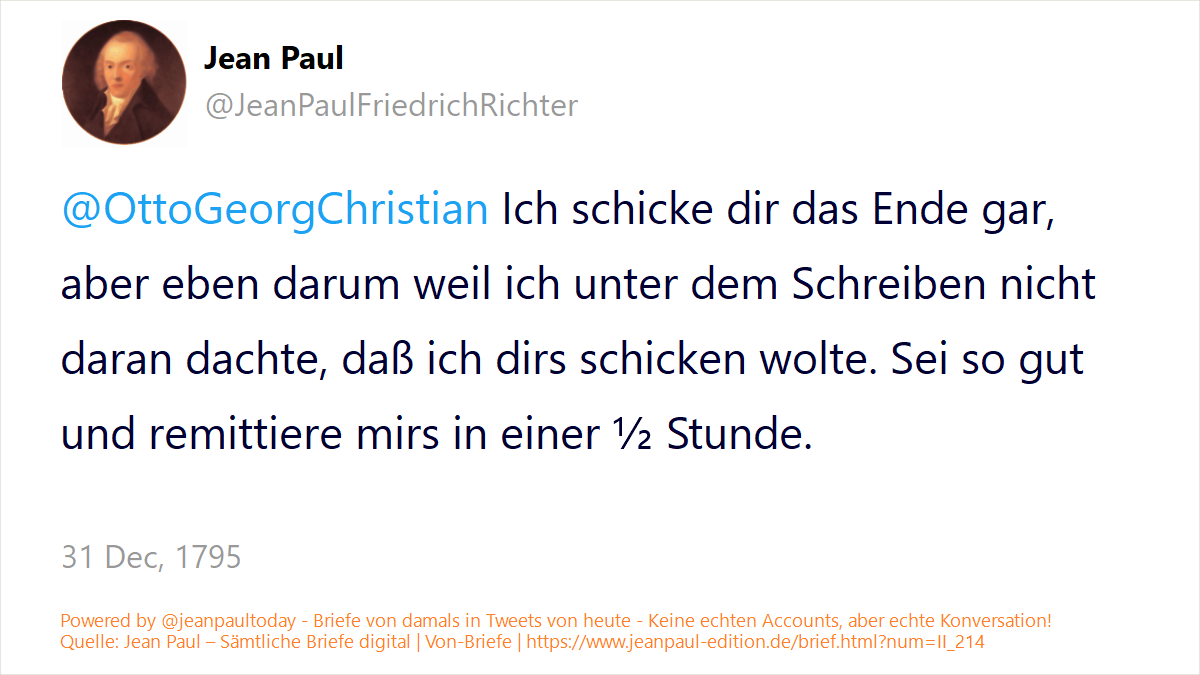 Jean Paul
@JeanPaulFriedrichRichter
@OttoGeorgChristian Ich schicke dir das Ende gar,
aber eben darum weil ich unter dem Schreiben nicht
daran dachte, daß ich dirs schicken wolte. Sei so gut
und remittiere mirs in einer ½ Stunde.
31 Dec, 1795
Powered by @jeanpaultoday - Briefe von damals in Tweets von heute - Keine echten Accounts, aber echte Konversation!
Quelle: Jean Paul – Sämtliche Briefe digital | Von-Briefe | https://www.jeanpaul-edition.de/brief.html?num=II_214